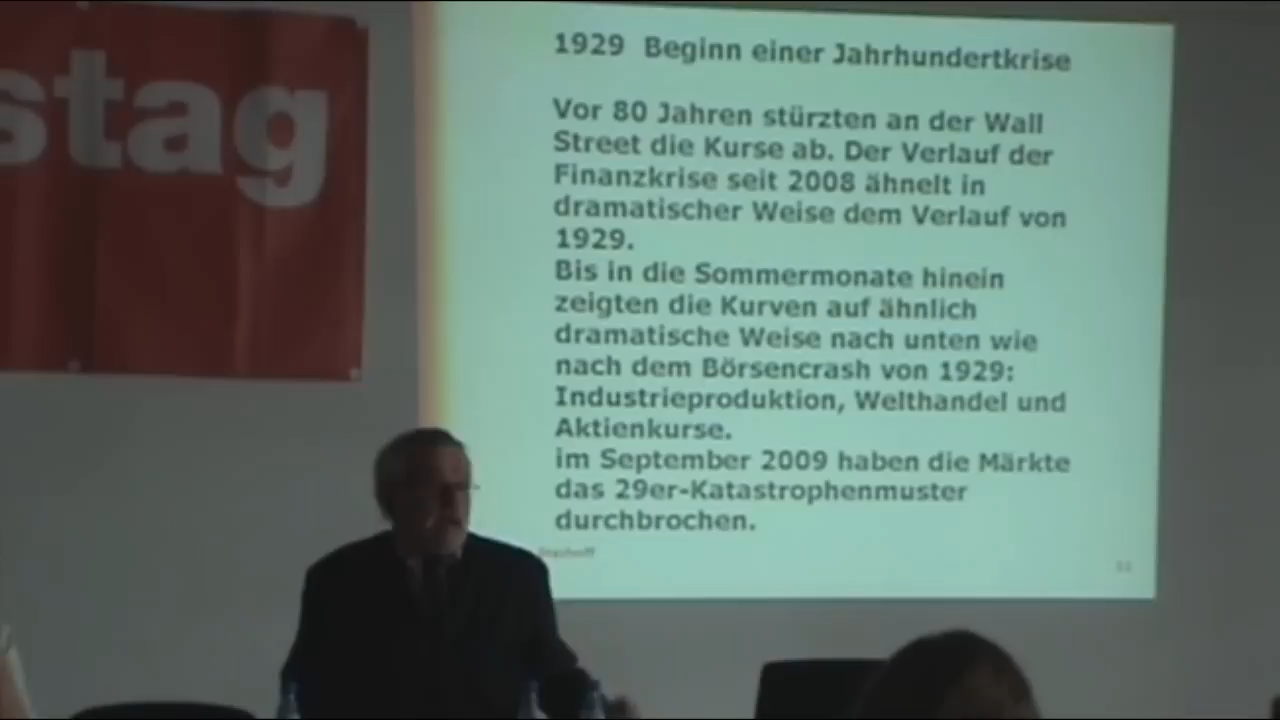 stag
1929 Beginn einer Jahrhundertkrise
Vor 80 Jahren stürzten an der Wall
Street die Kurse ab. Der Verlauf der
Finanzkrise seit 2008 ähnelt in
dramatischer Weise dem Verlauf von
1929.
Bis in die Sommermonate hinein
zeigten die Kurven auf ähnlich
dramatische Weise nach unten wie
nach dem Börsencrash von 1929:
Industrieproduktion, Welthandel und
Aktienkurse.
im September 2009 haben die Märkte
das 29er-Katastrophenmuster
durchbrochen.